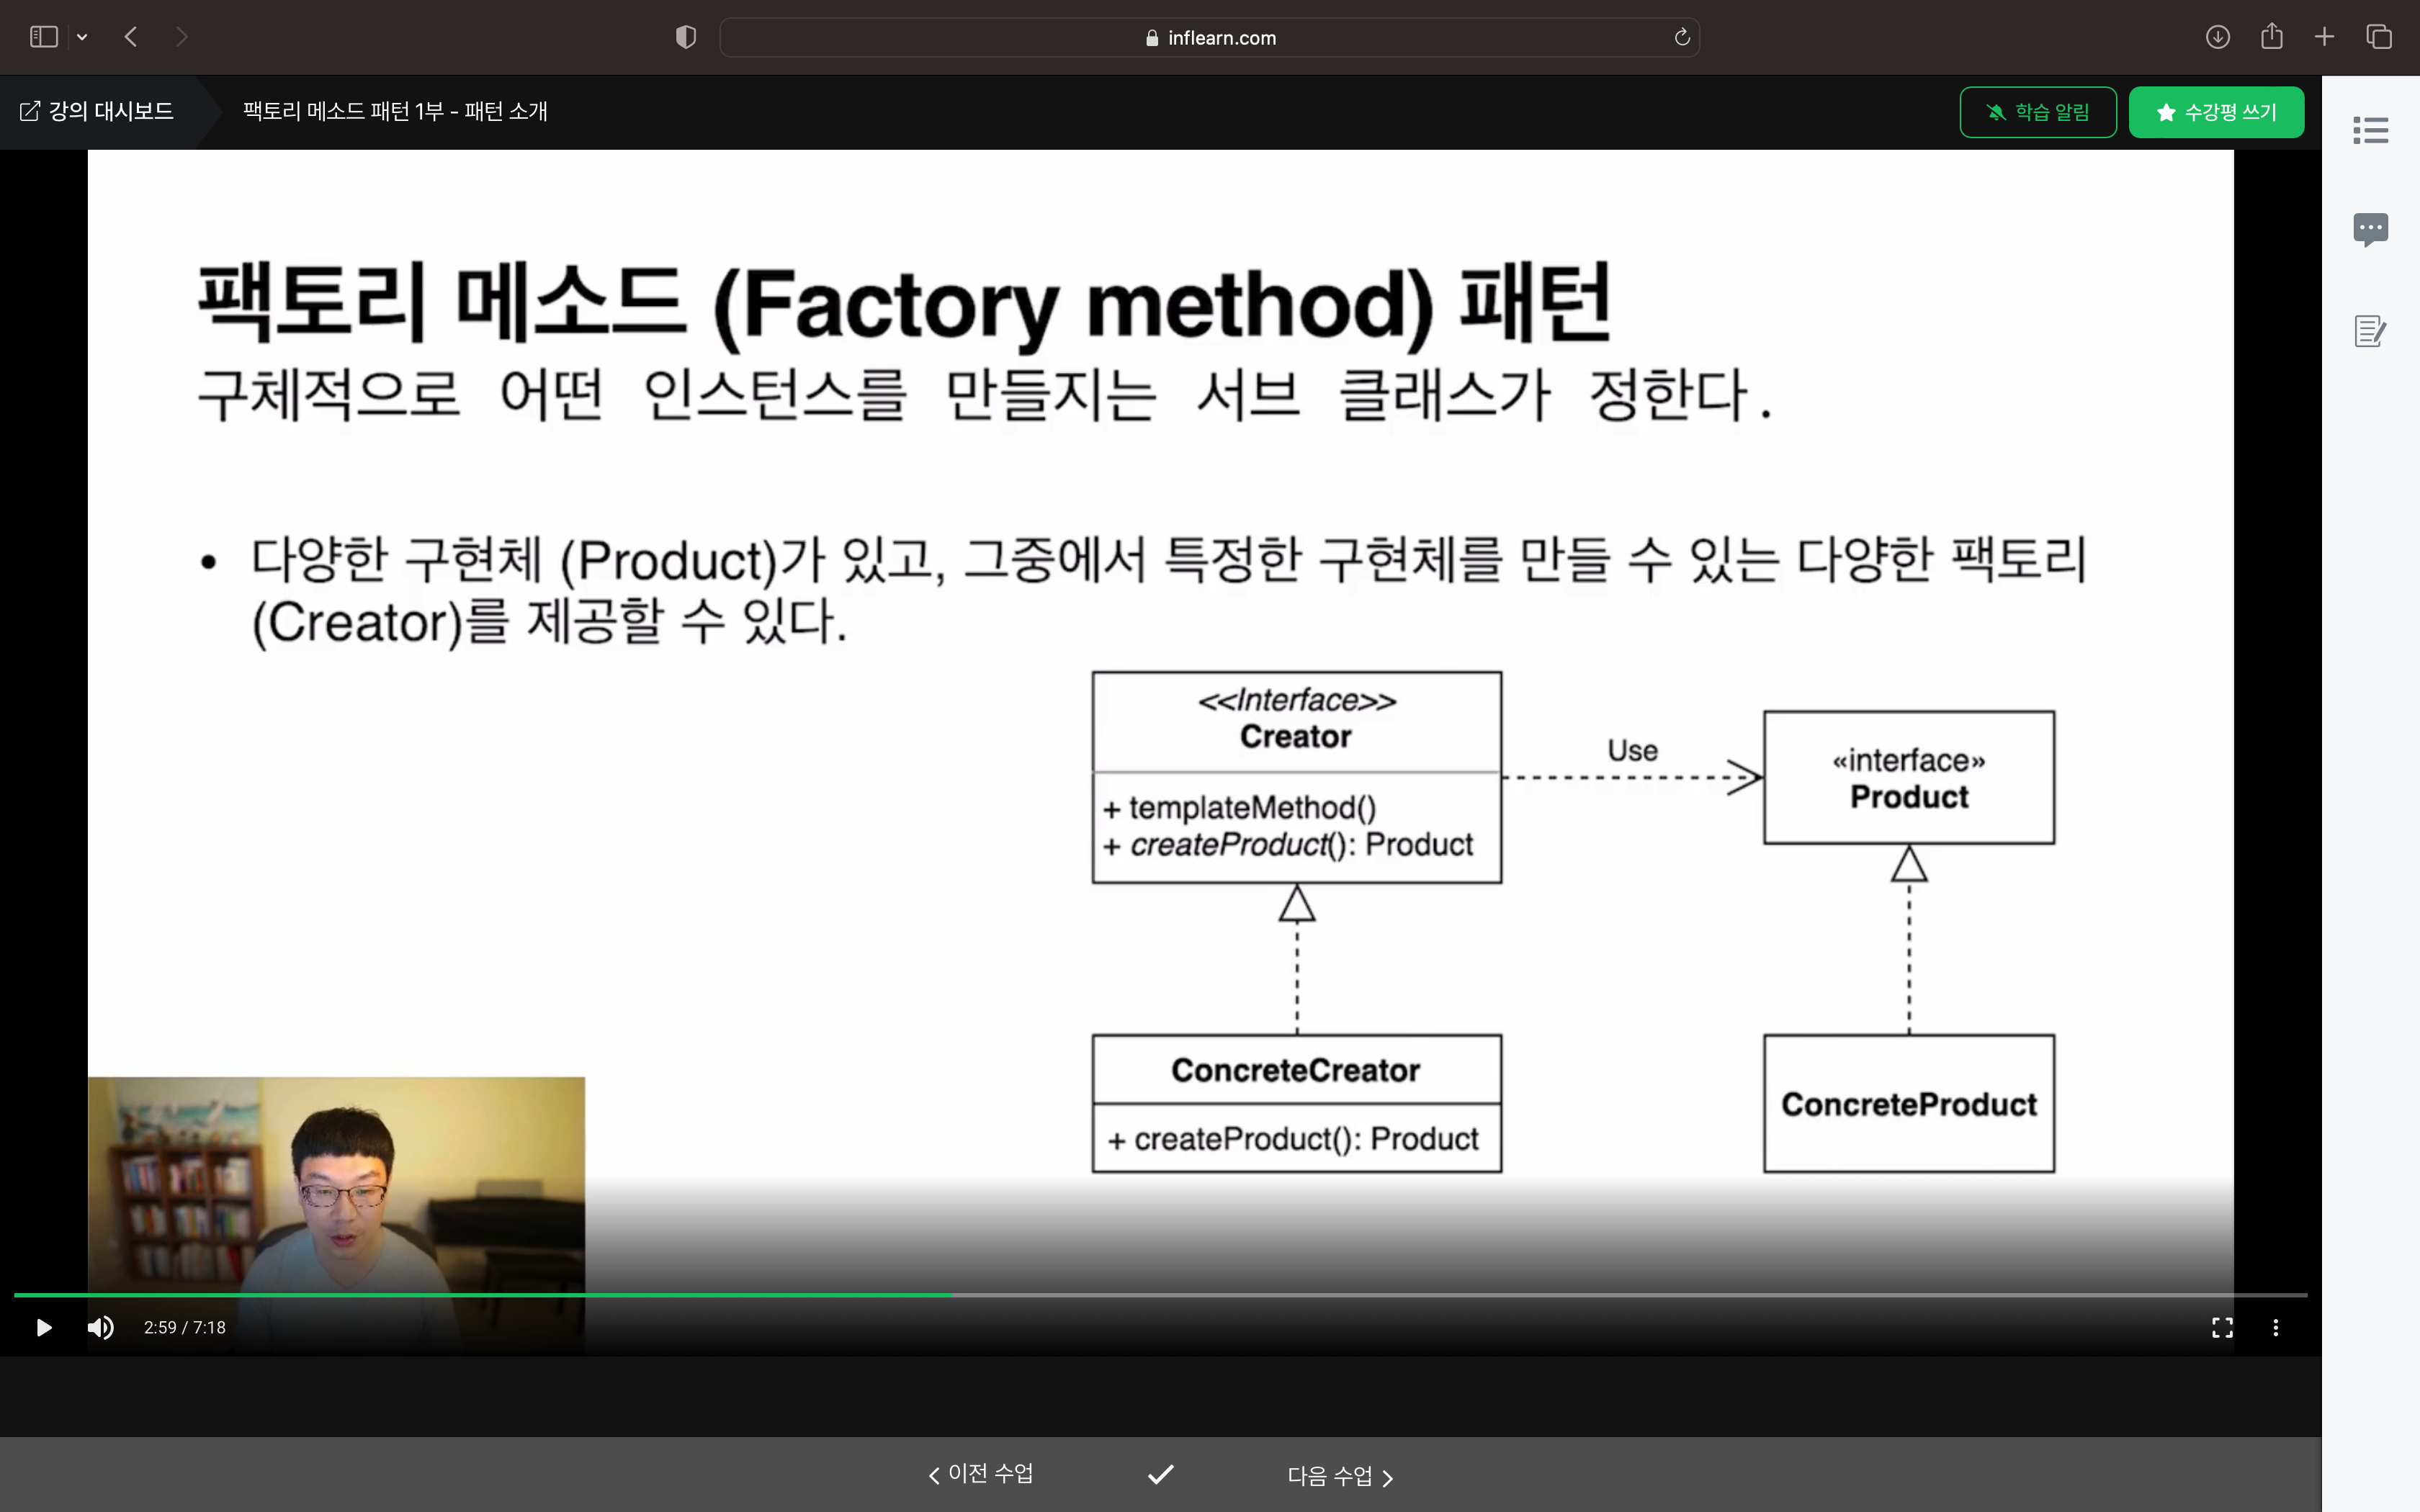 inflearn.com
강의 대시보드
팩토리 메소드 패턴 1부 - 패턴 소개
학습 알림
수강평 쓰기
팩토리 메소드 (Factory method) 패턴
구체적으로 어떤 인스턴스를 만들지는 서브 클래스가 정한다.
• 다양한 구현체 (Product)가 있고, 그중에서 특정한 구현체를 만들 수 있는 다양한 팩토리
(Creator)를 제공할 수 있다.
<<Interface>>
Creator
+ templateMethod()
+ createProduct(): Product
Use
«interface»
Product
ConcreteCreator
+ createProduct(): Product
ConcreteProduct
2:59 / 7:18
이전 수업
다음 수업